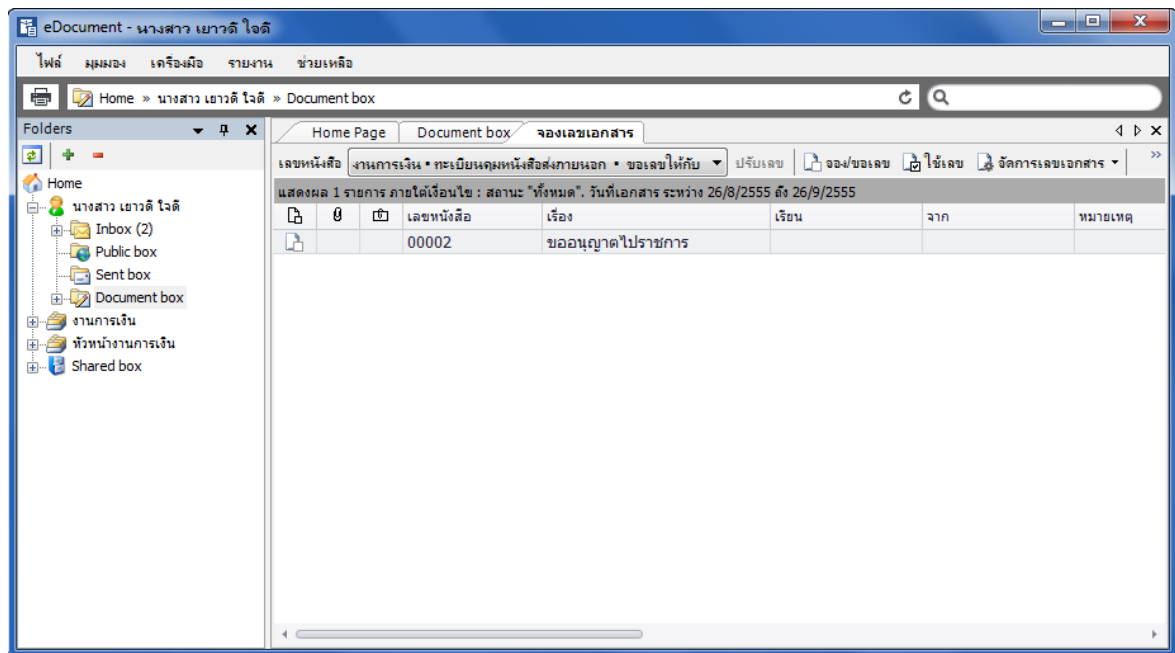 eDocument - นางสาว เยาวดี ใจดี
ไฟล์ มุมมอง เครื่องมือ รายงาน ช่วยเหลือ
Home » นางสาว เยาวดี ใจดี » Document box
Folders
Home Page Document box จองเลขเอกสาร
เลขหนังสือ งานการเงิน • ทะเบียนคุมหนังสือส่งภายนอก • ขอเลขให้กับ ปรับเลข จอง/ขอเลข ใช้เลข จัดการเลขเอกสาร
แสดงผล 1 รายการ ภายใต้เงื่อนไข : สถานะ "ทั้งหมด". วันที่เอกสาร ระหว่าง 26/8/2555 ถึง 26/9/2555
เลขหนังสือ เรื่อง เรียน จาก หมายเหตุ
00002 ขออนุญาตไปราชการ
Home
นางสาว เยาวดี ใจดี
Inbox (2)
Public box
Sent box
Document box
งานการเงิน
หัวหน้างานการเงิน
Shared box